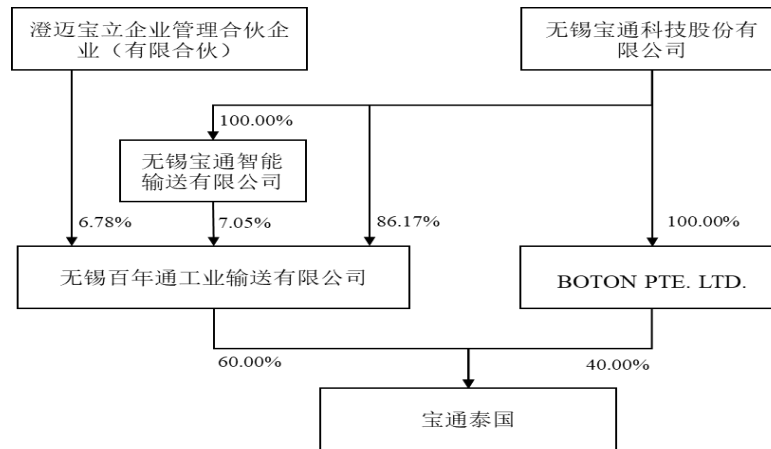 澄迈宝立企业管理合伙企
业（有限合伙）
无锡宝通科技股份有
限公司
100.00%
无锡宝通智能
输送有限公司
6.78%
7.05%
86.17%
100.00%
无锡百年通工业输送有限公司
BOTON PTE. LTD.
60.00%
40.00%
宝通泰国